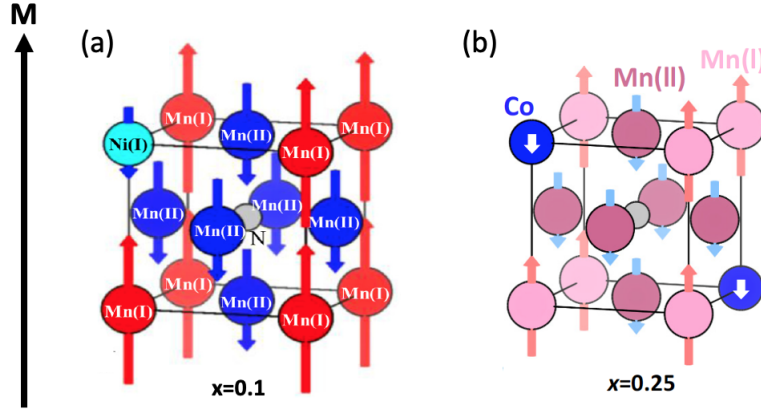 M
(a)
Mn(I)
Mn(I)
Ni(I)
Mn(II)
Mn(I)
Mn(II)
Mn(II)
Mn(II)
Mn(II)
N
Mn(I)
Mn(I)
Mn(I)
Mn(II)
Mn(I)
x=0.1
(b)
Mn(I)
Mn(II)
Co
x=0.25